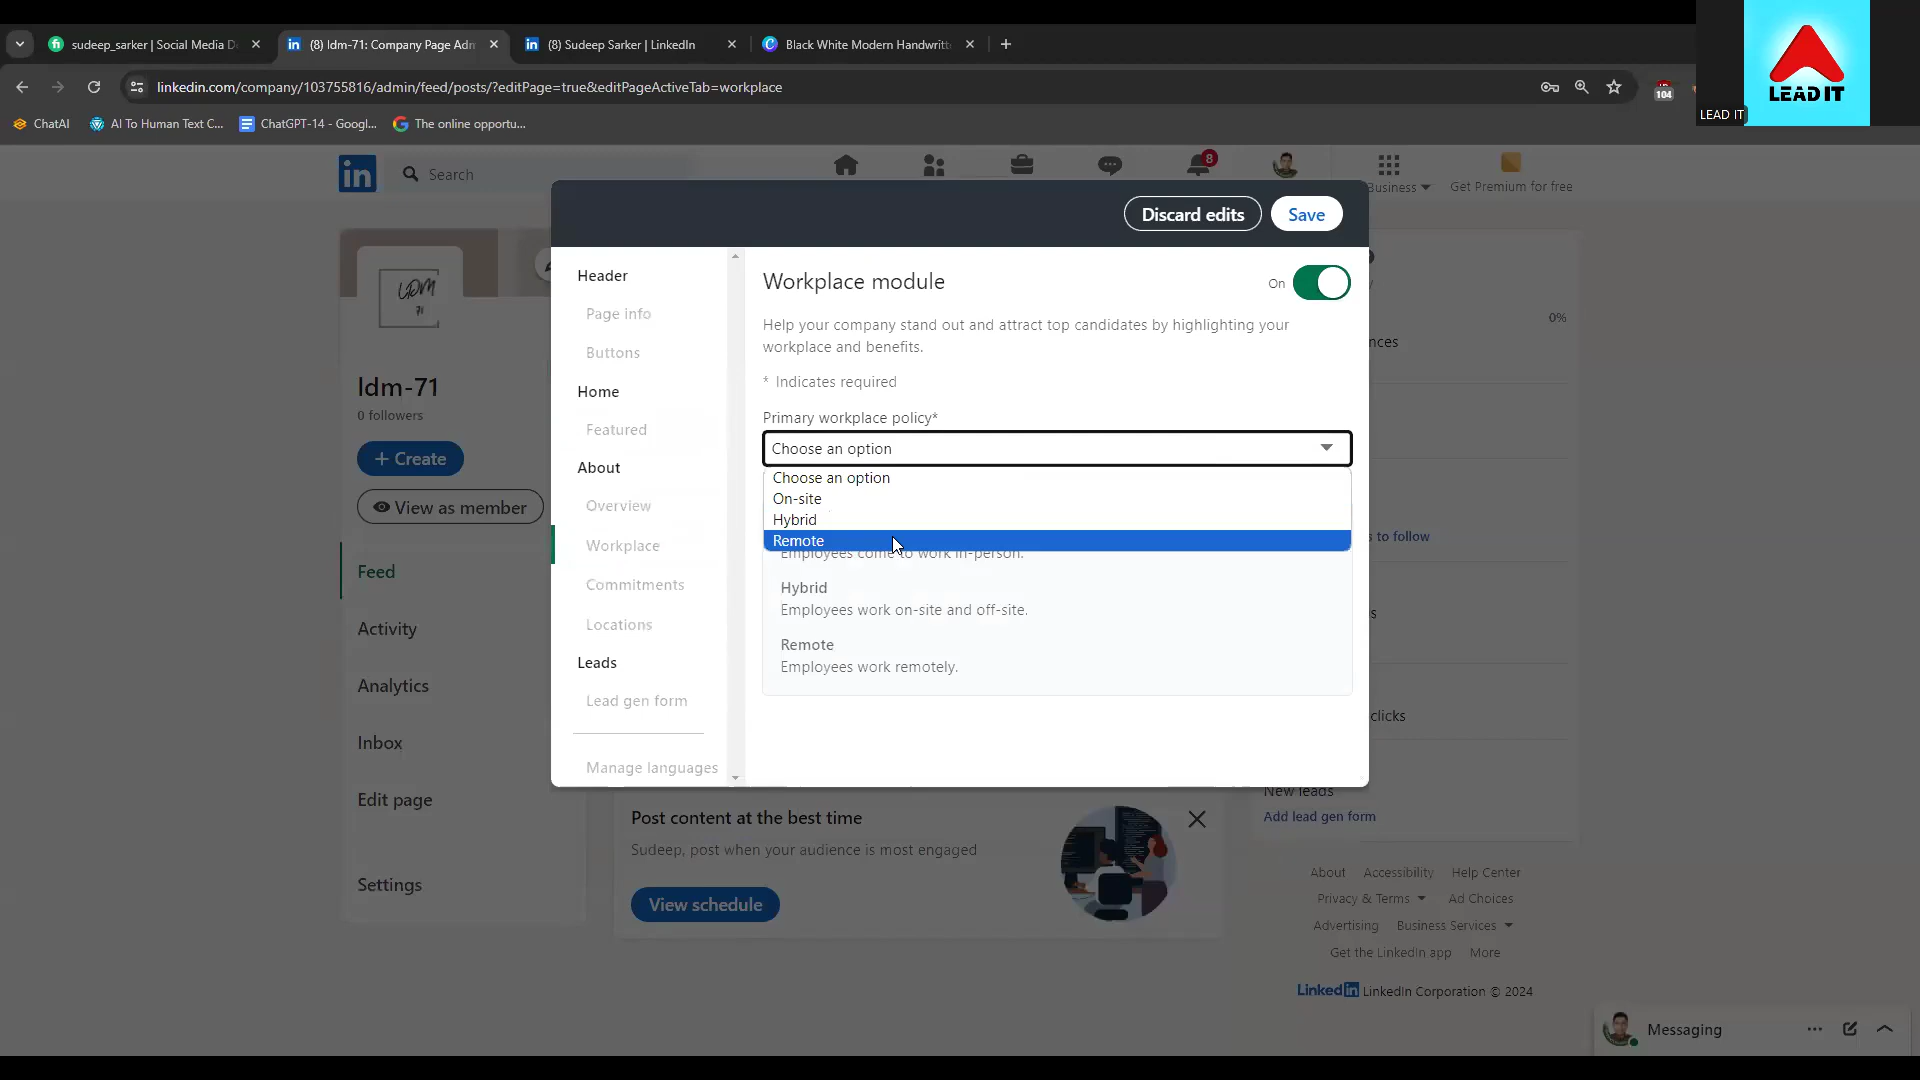 sudeep_sarker | Social Media D
(8) ldm-71: Company Page Adm
(8) Sudeep Sarker | LinkedIn
Black White Modern Handwritt
linkedin.com/company/103755816/admin/feed/posts/?editPage=true&editPageActiveTab=workplace
104
LEAD IT
LEAD IT
ChatAI
AI To Human Text C...
ChatGPT-14 - Googl...
The online opportu...
in
Search
8
Business
Get Premium for free
Discard edits
Save
Header
Page info
Buttons
Home
Featured
About
Overview
Workplace
Commitments
Locations
Leads
Lead gen form
Manage languages
Workplace module
On
Help your company stand out and attract top candidates by highlighting your
workplace and benefits.
* Indicates required
Primary workplace policy*
Choose an option
Choose an option
On-site
Hybrid
Remote
Employees come to work in-person.
Hybrid
Employees work on-site and off-site.
Remote
Employees work remotely.
LDM
71
ldm-71
0 followers
+ Create
View as member
Feed
Activity
Analytics
Inbox
Edit page
Settings
0%
nces
s to follow
s
clicks
New leads
Add lead gen form
Post content at the best time
Sudeep, post when your audience is most engaged
View schedule
About Accessibility Help Center
Privacy & Terms Ad Choices
Advertising Business Services
Get the LinkedIn app More
LinkedIn LinkedIn Corporation © 2024
Messaging